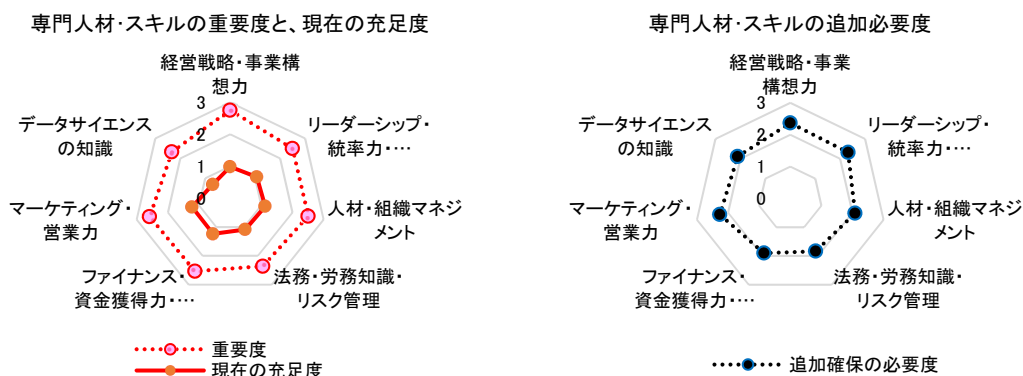 専門人材・スキルの重要度と、現在の充足度
経営戦略・事業構
想力
3
2
1
0
リーダーシップ・
統率力・…
人材・組織マネジ
メント
法務・労務知識・
リスク管理
ファイナンス・
資金獲得力・…
マーケティング・
営業力
データサイエンス
の知識
重要度
現在の充足度
専門人材・スキルの追加必要度
経営戦略・事業
構想力
3
2
1
0
リーダーシップ・
統率力・…
人材・組織マネジ
メント
法務・労務知識・
リスク管理
ファイナンス・
資金獲得力・…
マーケティング・
営業力
データサイエンス
の知識
追加確保の必要度